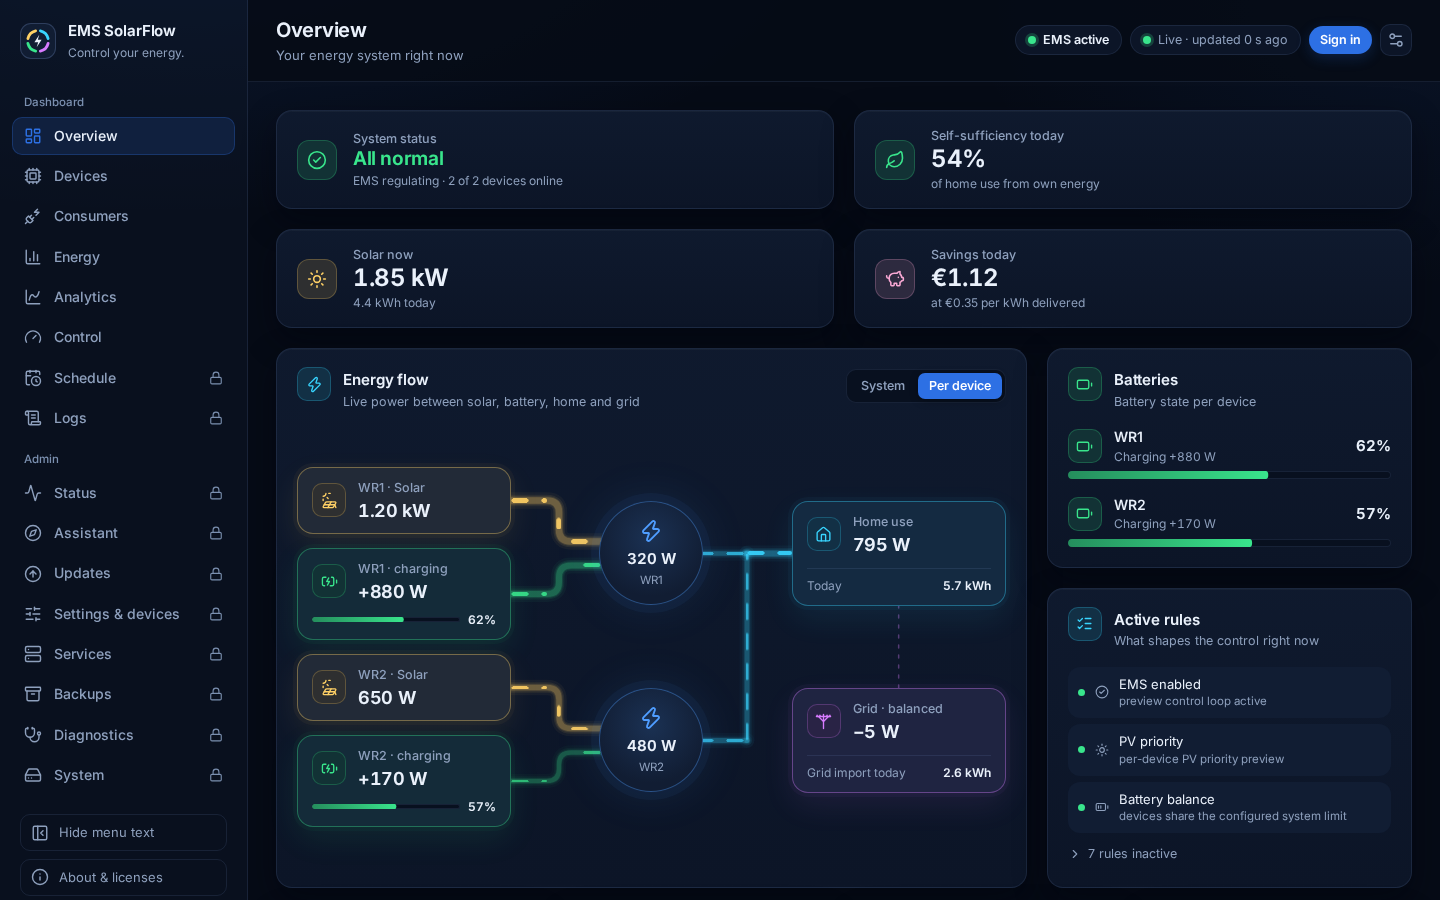 EMS SolarFlow
Control your energy.
Dashboard
Overview
Devices
Consumers
Energy
Analytics
Control
Schedule
Logs
Admin
Status
Assistant
Updates
Settings & devices
Services
Backups
Diagnostics
System
Hide menu text
About & licenses
Overview
Your energy system right now
EMS active
Live · updated 0 s ago
Sign in
System status
All normal
EMS regulating · 2 of 2 devices online
Self-sufficiency today
54%
of home use from own energy
Solar now
1.85 kW
4.4 kWh today
Savings today
€1.12
at €0.35 per kWh delivered
Energy flow
Live power between solar, battery, home and grid
System
Per device
WR1 · Solar
1.20 kW
WR1 · charging
+880 W
62%
WR2 · Solar
650 W
WR2 · charging
+170 W
57%
320 W
WR1
480 W
WR2
Home use
795 W
Today 5.7 kWh
Grid · balanced
−5 W
Grid import today 2.6 kWh
Batteries
Battery state per device
WR1
Charging +880 W
62%
WR2
Charging +170 W
57%
Active rules
What shapes the control right now
EMS enabled
preview control loop active
PV priority
per-device PV priority preview
Battery balance
devices share the configured system limit
7 rules inactive